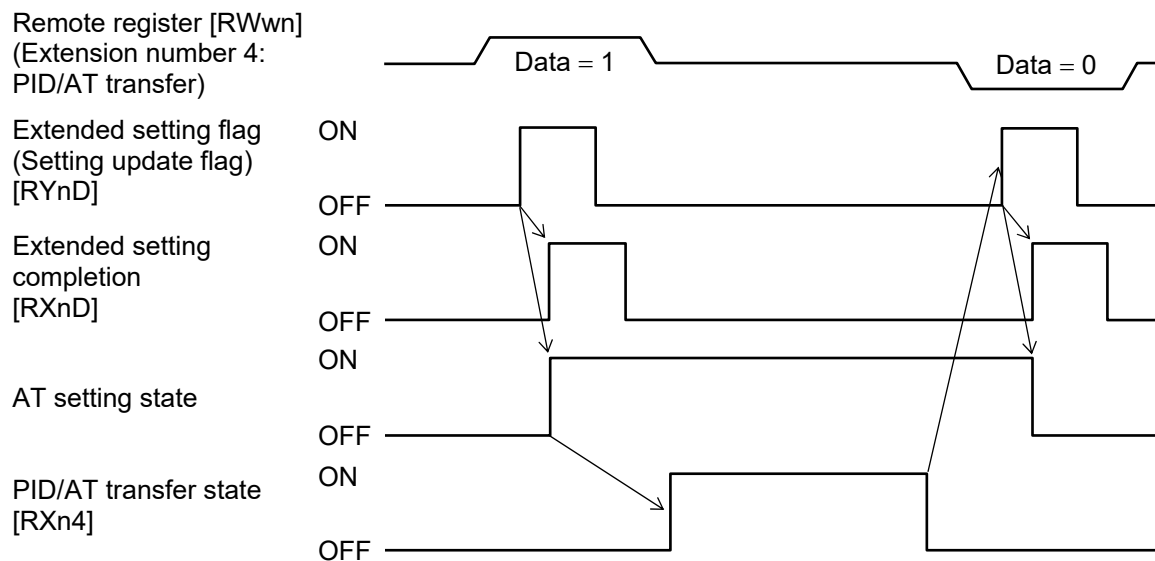 Remote register [RWwn]
(Extension number 4:
PID/AT transfer)
Data = 1
Data = 0
Extended setting flag
(Setting update flag)
[RYnD]
ON
OFF
Extended setting
completion
[RXnD]
ON
OFF
AT setting state
ON
OFF
PID/AT transfer state
[RXn4]
ON
OFF